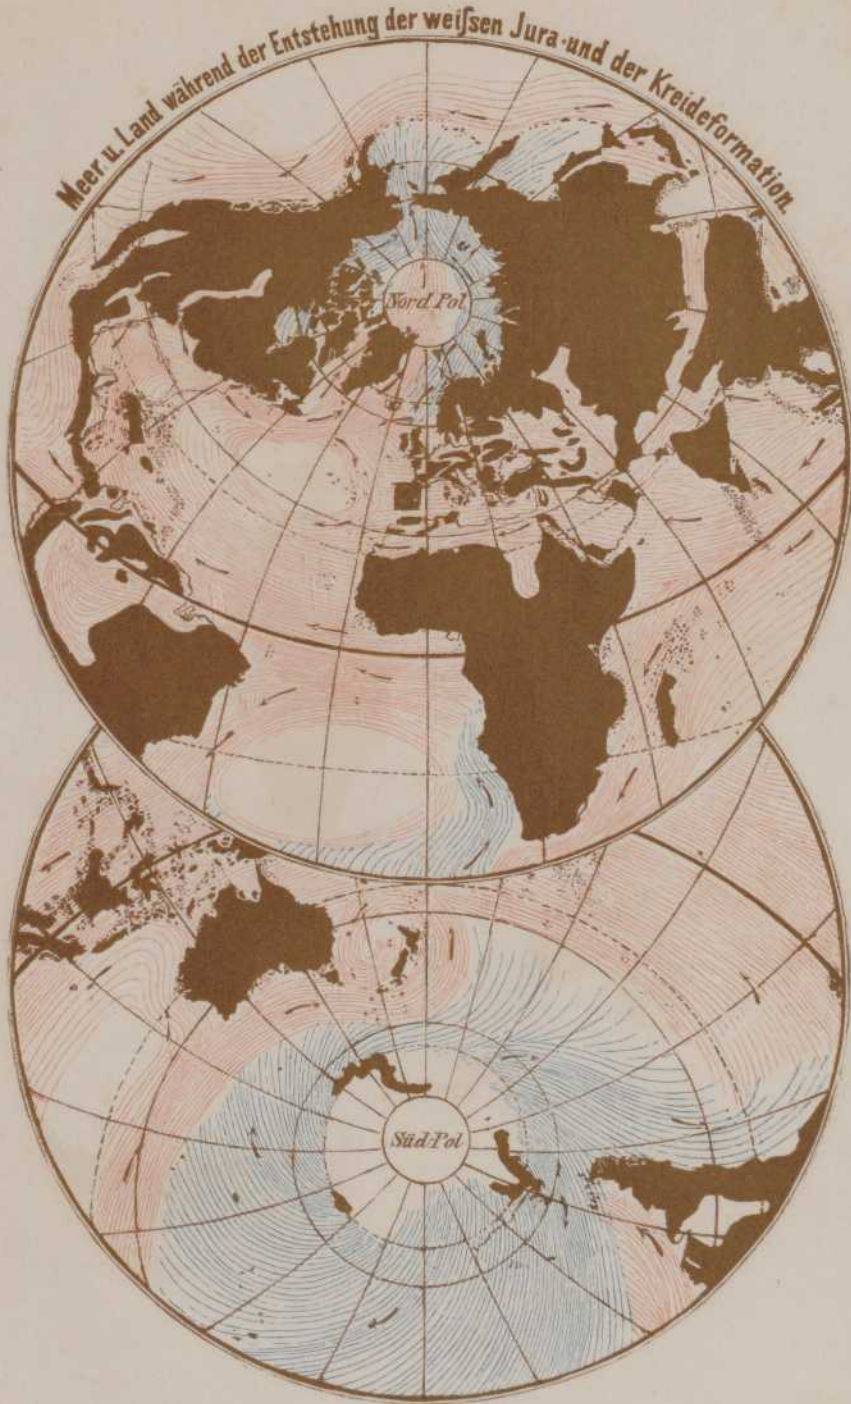 Meer u. Land während der Entstehung der weiſsen Jura-und der Kreideformation.
Nord Pol
Süd-Pol